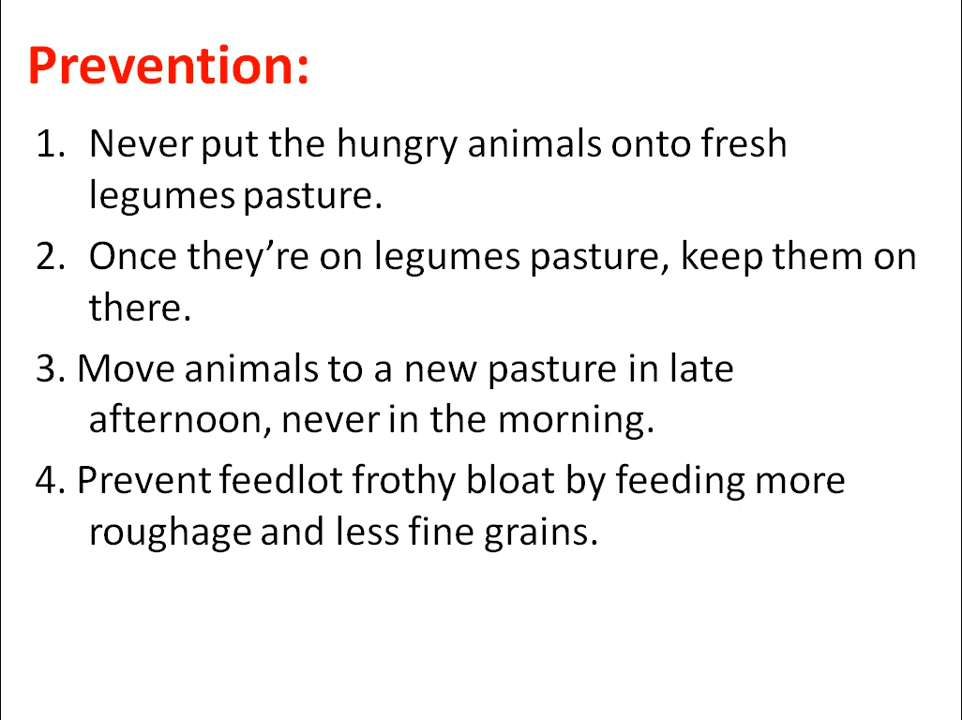 Prevention:
1. Never put the hungry animals onto fresh
legumes pasture.
2. Once they’re on legumes pasture, keep them on
there.
3. Move animals to a new pasture in late
afternoon, never in the morning.
4. Prevent feedlot frothy bloat by feeding more
roughage and less fine grains.